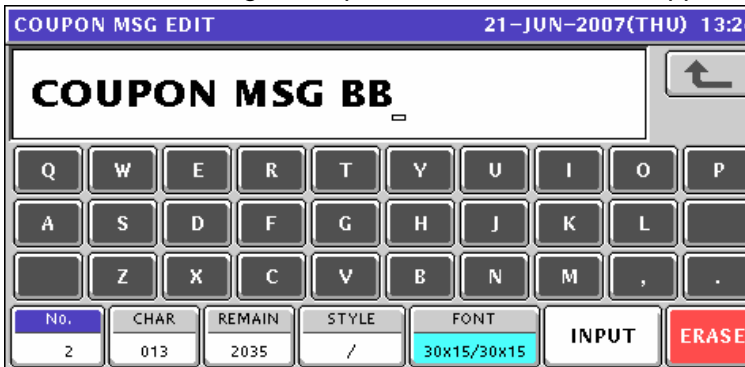 COUPON MSG EDIT 21-JUN-2007(THU) 13:2
COUPON MSG BB_
Q W E R T Y U I O P
A S D F G H J K L
Z X C V B N M , .
No. CHAR REMAIN STYLE FONT INPUT ERASE
2 013 2035 / 30x15/30x15